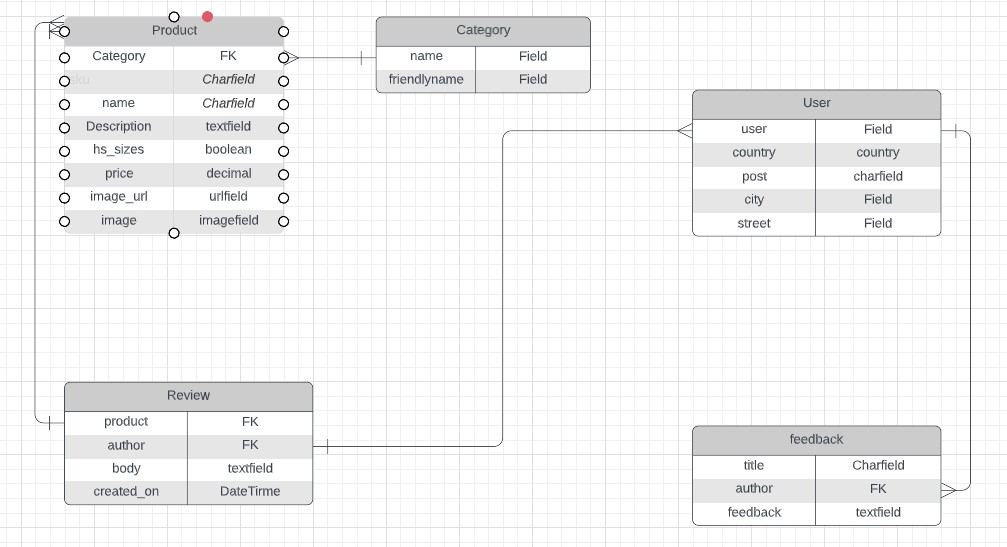 Product
Category FK
sku Charfield
name Charfield
Description textfield
hs_sizes boolean
price decimal
image_url urlfield
image imagefield
Category
name Field
friendlyname Field
User
user Field
country country
post charfield
city Field
street Field
Review
product FK
author FK
body textfield
created_on DateTirme
feedback
title Charfield
author FK
feedback textfield